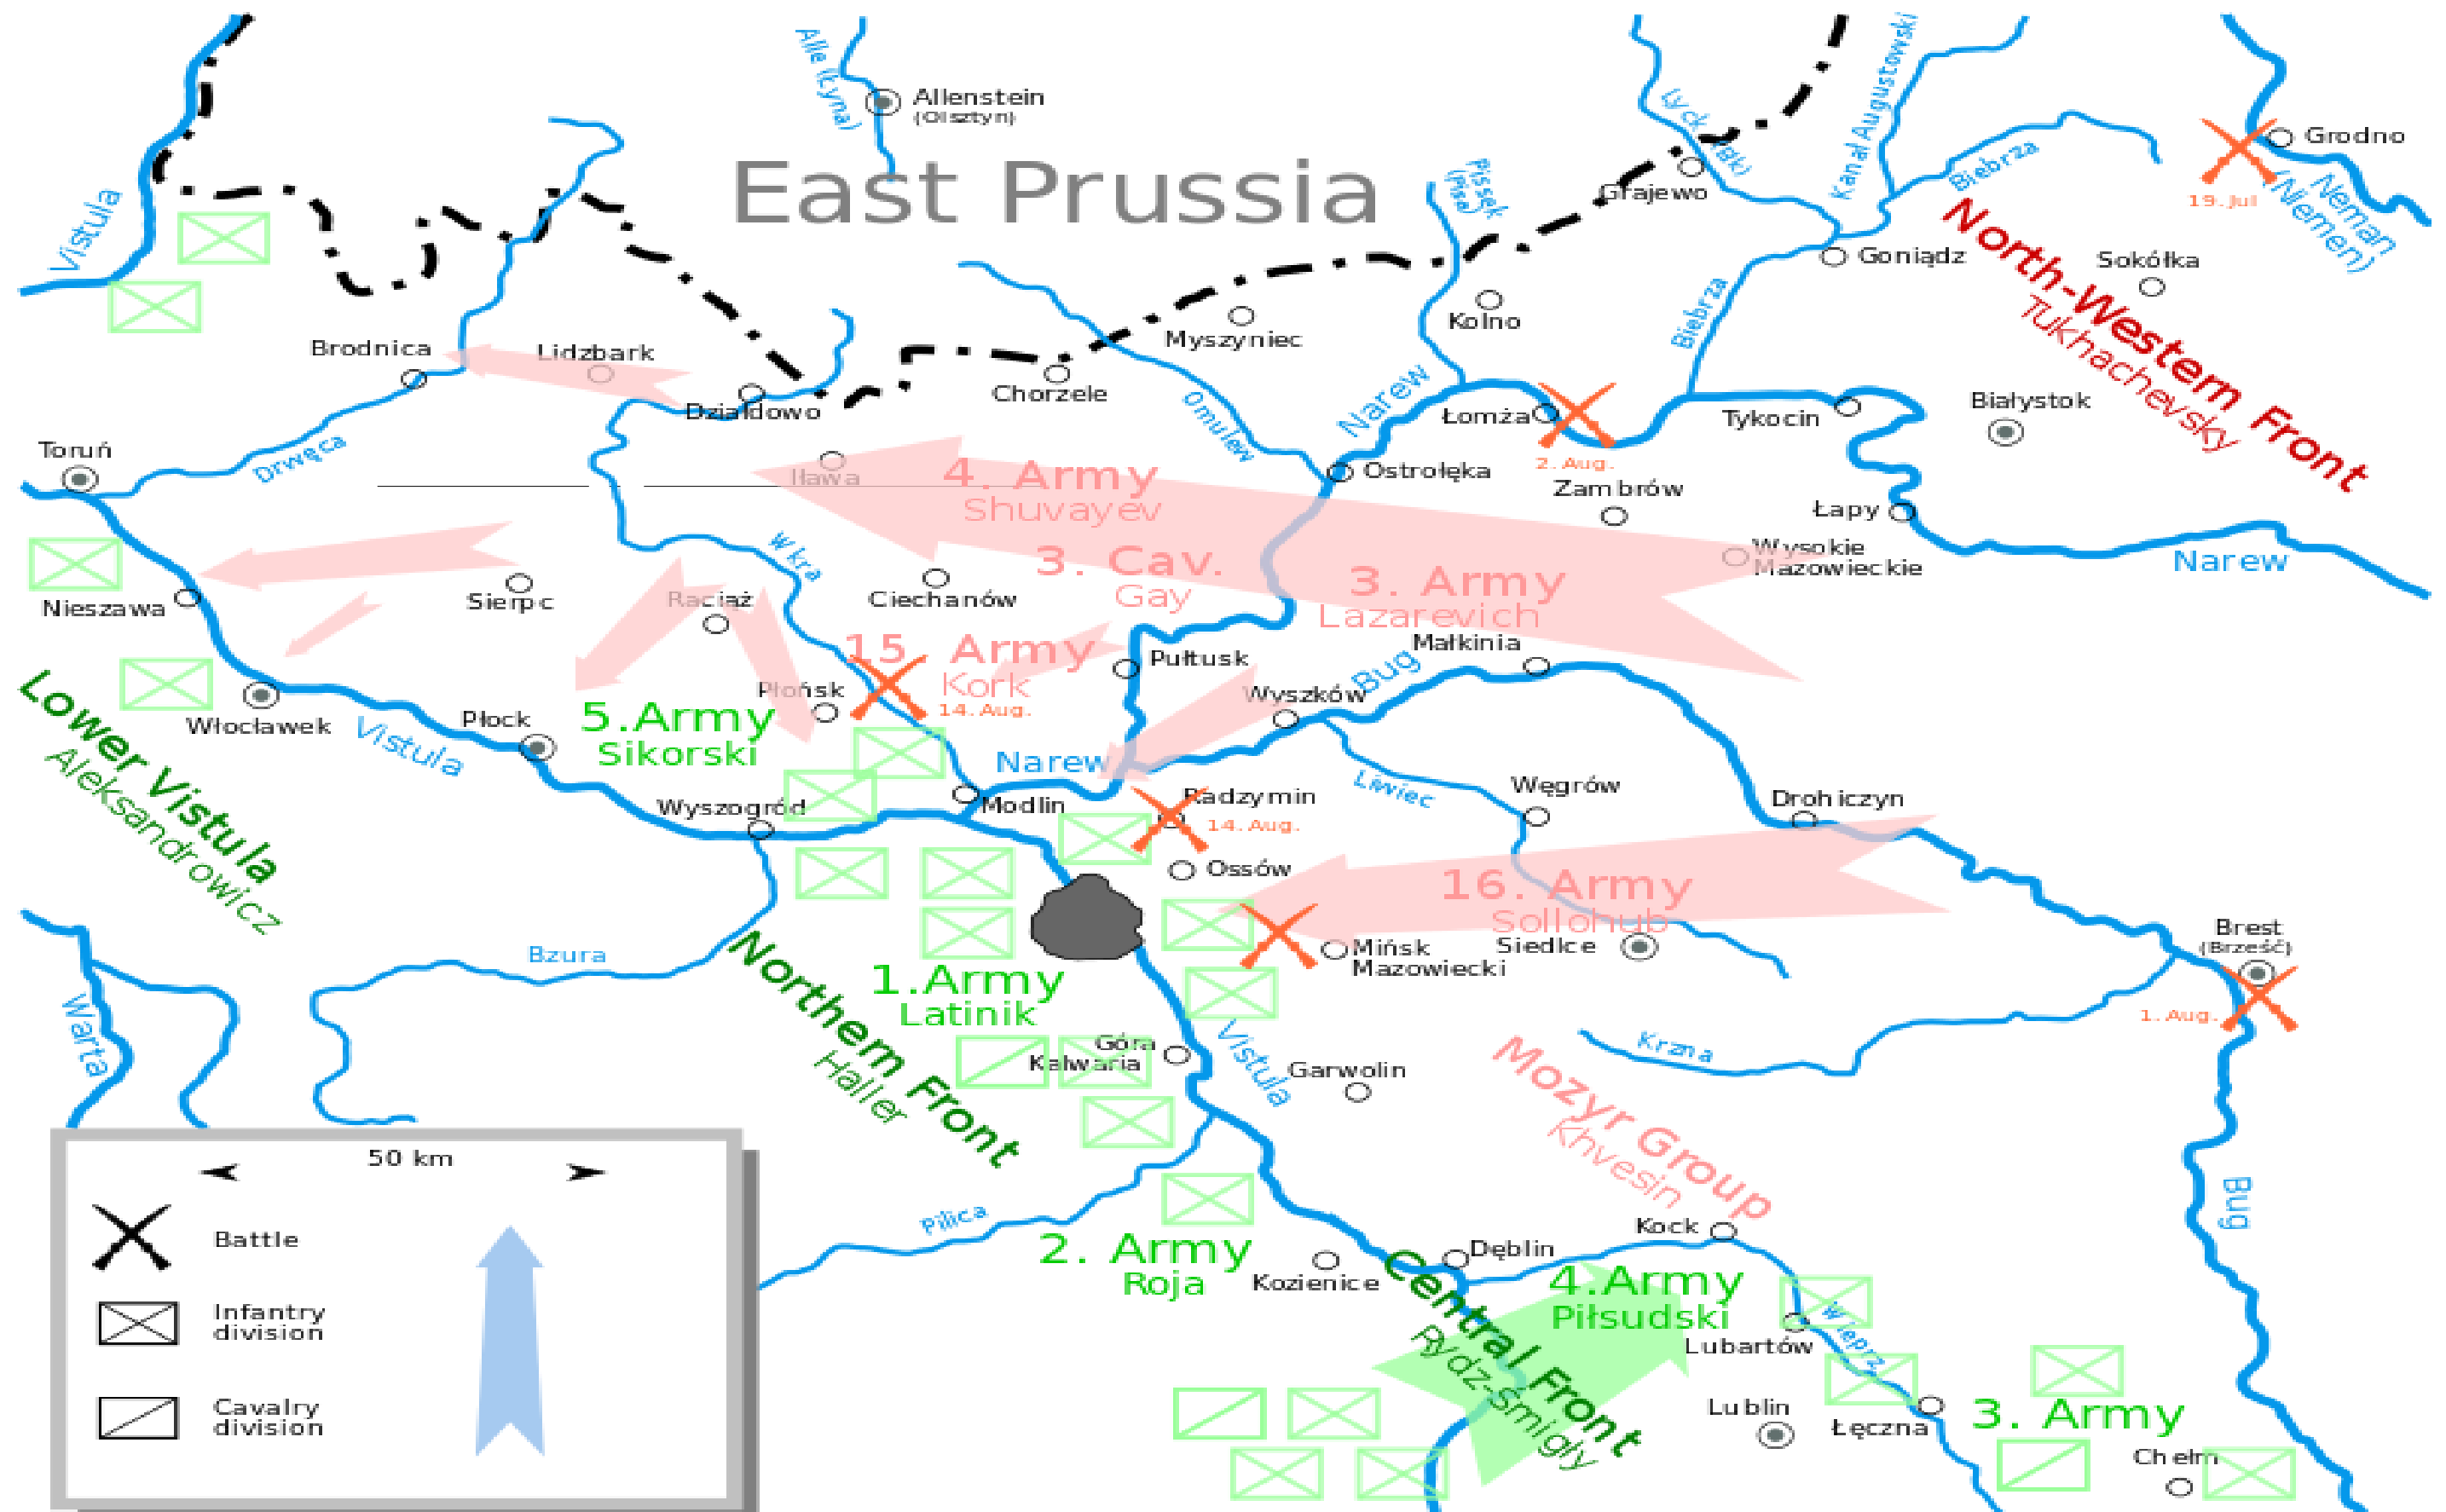 Alle (Łyna)
Allenstein
(Olsztyn)
East Prussia
Vistula
Lyck (Ełk)
Kanał Augustowski
Biebrza
Grodno
19. Jul
Neman
(Niemen)
Pissek
(Pisa)
Grajewo
Goniądz
Sokółka
North-Western Front
Tukhachevsky
Kolno
Biebrza
Myszyniec
Brodnica
Lidzbark
Działdowo
Chorzele
Omulew
Narew
Łomża
2. Aug.
Tykocin
Białystok
Toruń
Drwęca
Iława
4. Army
Shuvayev
Ostrołęka
Zambrów
Łapy
Wysokie
Mazowieckie
Narew
Wkra
3. Cav.
Gay
3. Army
Lazarevich
Nieszawa
Sierpc
Raciąż
Ciechanów
15. Army
Kork
14. Aug.
Pułtusk
Małkinia
Bug
Wyszków
Lower Vistula
Aleksandrowicz
Włocławek
Vistula
Płock
5.Army
Sikorski
Płońsk
Narew
Modlin
Wyszogród
Radzymin
14. Aug.
Liwiec
Węgrów
Drohiczyn
Ossów
16. Army
Sollohub
Siedlce
Mińsk
Mazowiecki
Brest
(Brześć)
1. Aug.
Bzura
Warta
Northern Front
Haller
1.Army
Latinik
Góra
Kalwaria
Vistula
Garwolin
Krzna
Mozyr Group
Khvesin
Bug
Pilica
2. Army
Roja
Kozienice
Dęblin
Kock
Central Front
Rydz-Śmigły
4.Army
Piłsudski
Lubartów
Wieprz
Lublin
Łęczna
3. Army
Chełm
50 km
Battle
Infantry
division
Cavalry
division